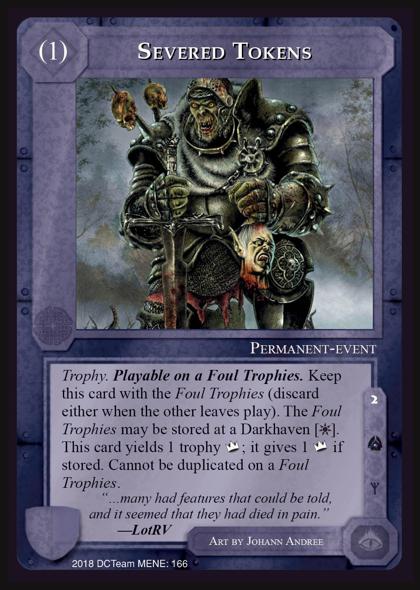 (1)
SEVERED TOKENS
PERMANENT-EVENT
Trophy. Playable on a Foul Trophies. Keep
this card with the Foul Trophies (discard
either when the other leaves play). The Foul
Trophies may be stored at a Darkhaven [☀].
This card yields 1 trophy ; it gives 1 if
stored. Cannot be duplicated on a Foul
Trophies.
“...many had features that could be told,
and it seemed that they had died in pain.”
—LotRV
2
ART BY JOHANN ANDREE
2018 DCTeam MENE: 166